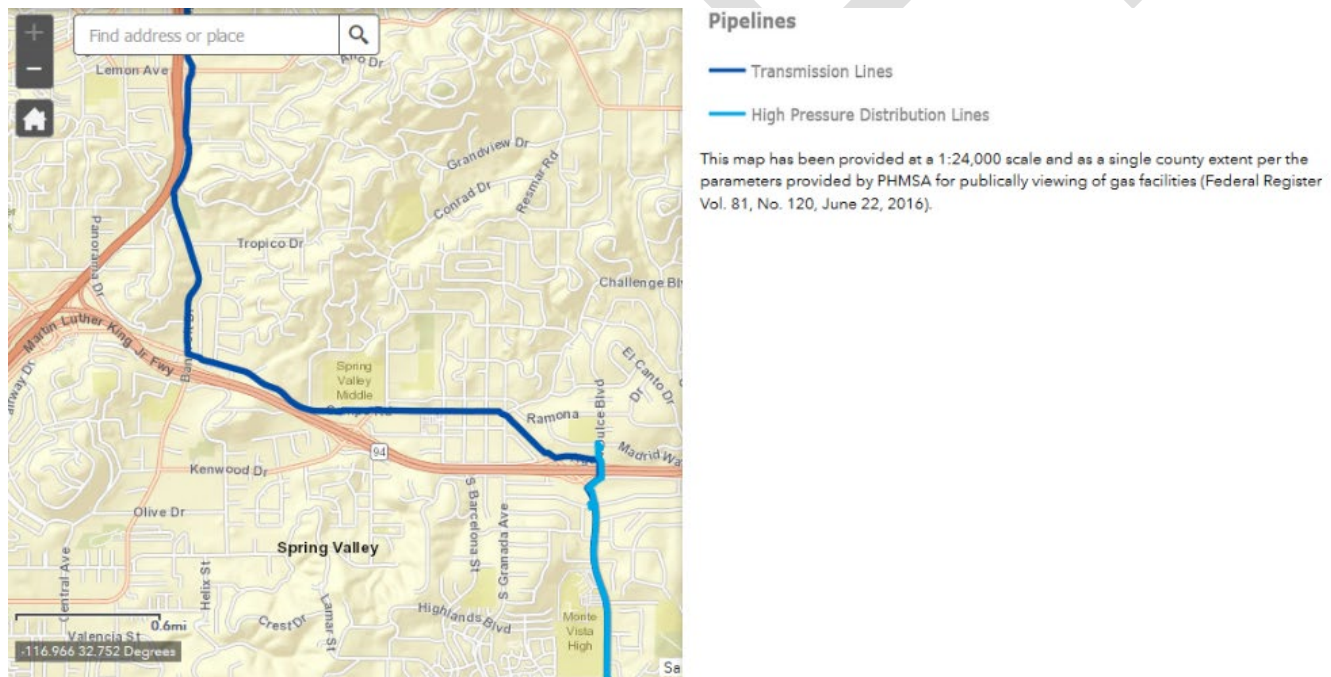 Find address or place
Lemon Ave
Grandview Dr
Resmar Rd
Conrad Dr
Panorama Dr
Tropico Dr
Challenge
Martin Luther King Jr Fwy
Spring
Valley
Middle
El Canto Dr
Ramona
Madrid Wa
94
Kenwood Dr
S Barcelona St
S Granada Ave
Olive Dr
Spring Valley
Central Ave
Helix St
Lamar St
Crest Dr
Highlands Blvd
Monte
Vista
High
0.6mi
Valencia St
-116.966 32.752 Degrees
Sa
Pipelines
Transmission Lines
High Pressure Distribution Lines
This map has been provided at a 1:24,000 scale and as a single county extent per the
parameters provided by PHMSA for publically viewing of gas facilities (Federal Register
Vol. 81, No. 120, June 22, 2016).